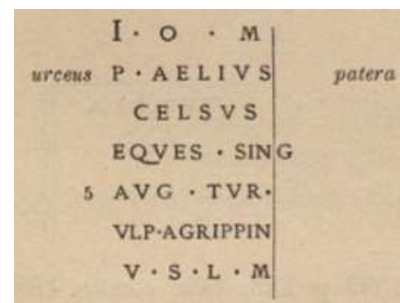 I · O · M
urceus P · AELIVS patera
CELSVS
EQVES · SING
5 AVG · TVR ·
VLP · AGRIPPIN
V · S · L · M